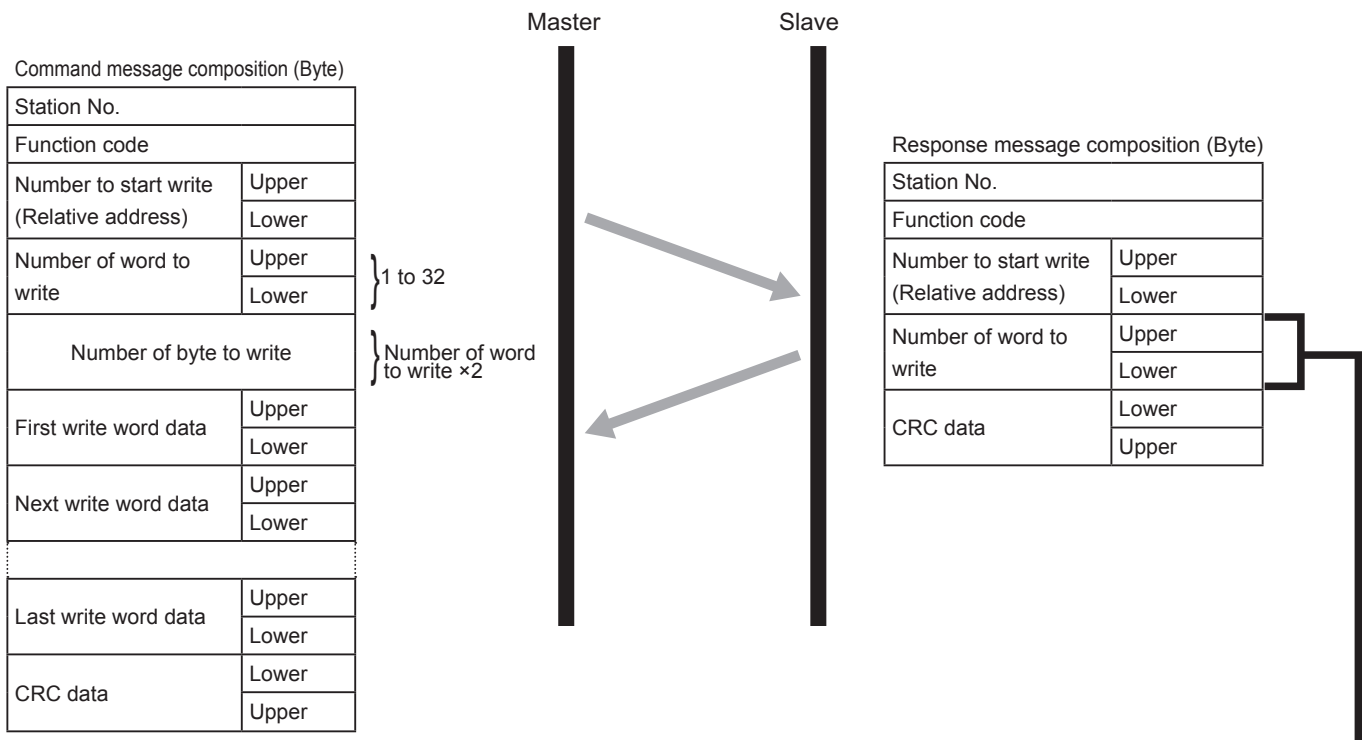 Master
Slave
Command message composition (Byte)
Station No.
Function code
Number to start write
(Relative address)
Upper
Lower
Number of word to
write
Upper
Lower
}1 to 32
Number of byte to write
}Number of word
to write ×2
First write word data
Upper
Lower
Next write word data
Upper
Lower
Last write word data
Upper
Lower
CRC data
Lower
Upper
Response message composition (Byte)
Station No.
Function code
Number to start write
(Relative address)
Upper
Lower
Number of word to
write
Upper
Lower
CRC data
Lower
Upper